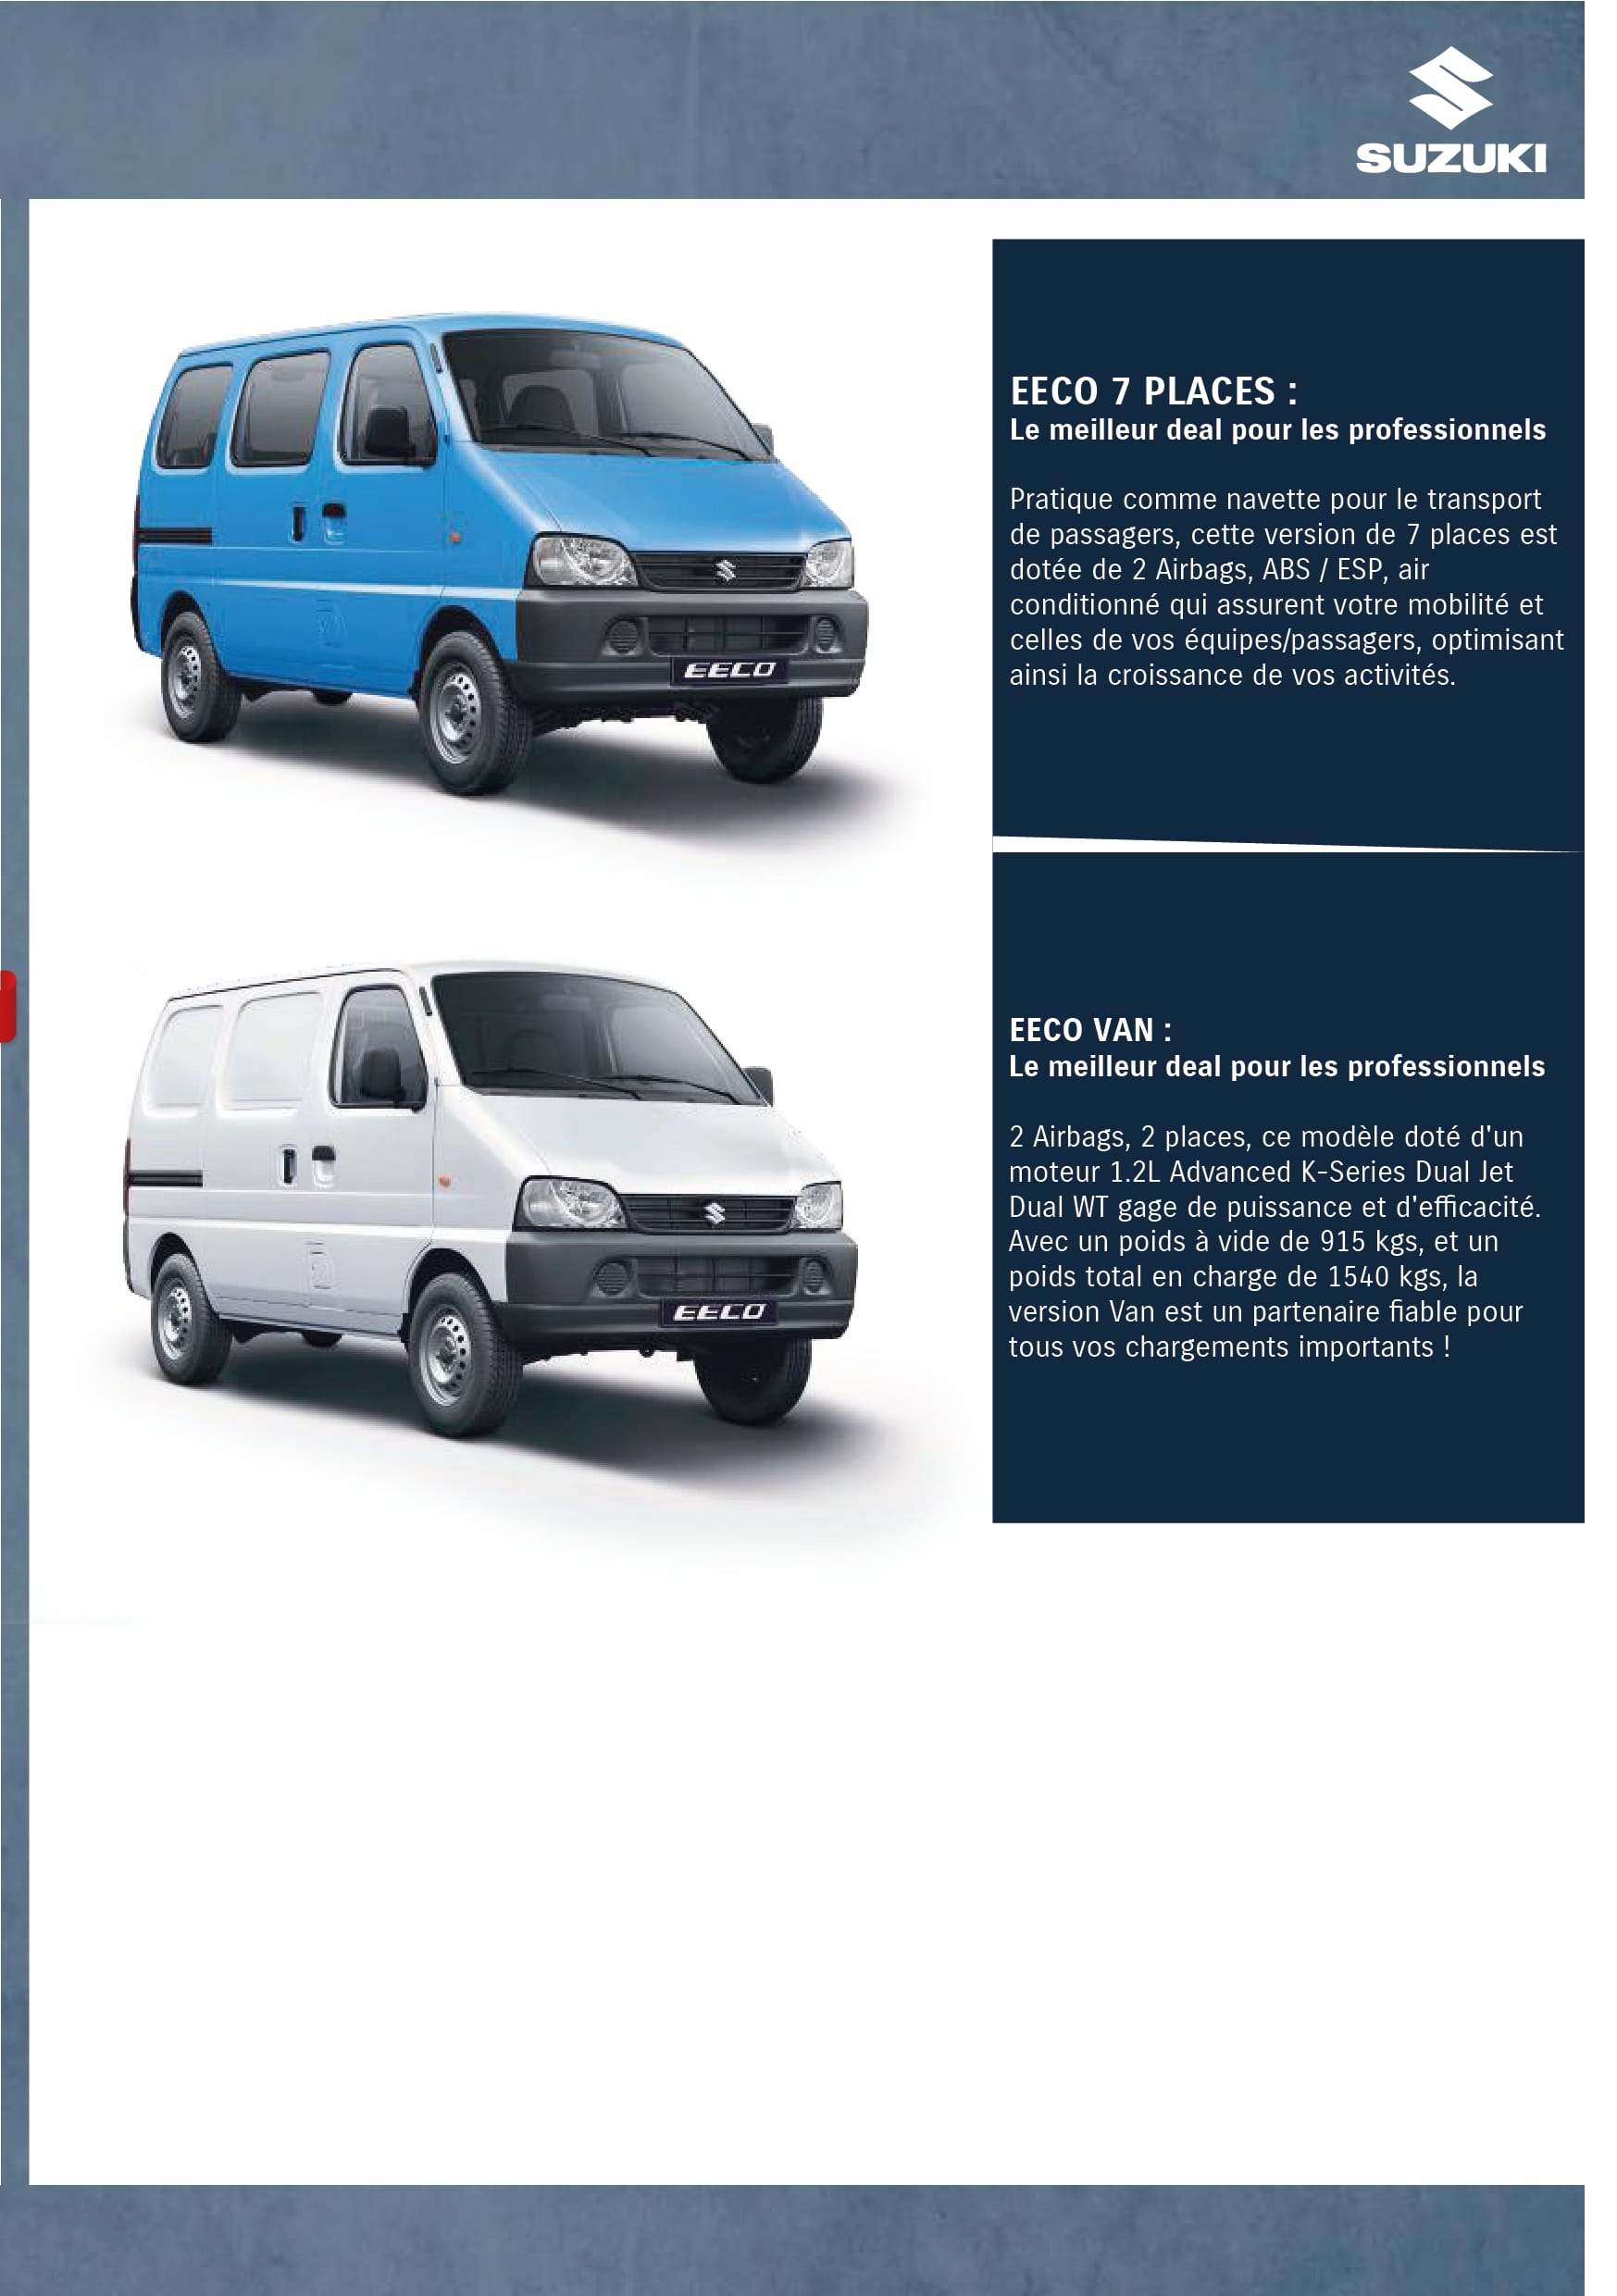 SUZUKI
EECO 7 PLACES :
Le meilleur deal pour les professionnels
Pratique comme navette pour le transport
de passagers, cette version de 7 places est
dotée de 2 Airbags, ABS / ESP, air
conditionné qui assurent votre mobilité et
celles de vos équipes/passagers, optimisant
ainsi la croissance de vos activités.
EECO
EECO VAN :
Le meilleur deal pour les professionnels
2 Airbags, 2 places, ce modèle doté d'un
moteur 1.2L Advanced K-Series Dual Jet
Dual WT gage de puissance et d'efficacité.
Avec un poids à vide de 915 kgs, et un
poids total en charge de 1540 kgs, la
version Van est un partenaire fiable pour
tous vos chargements importants !
EECO